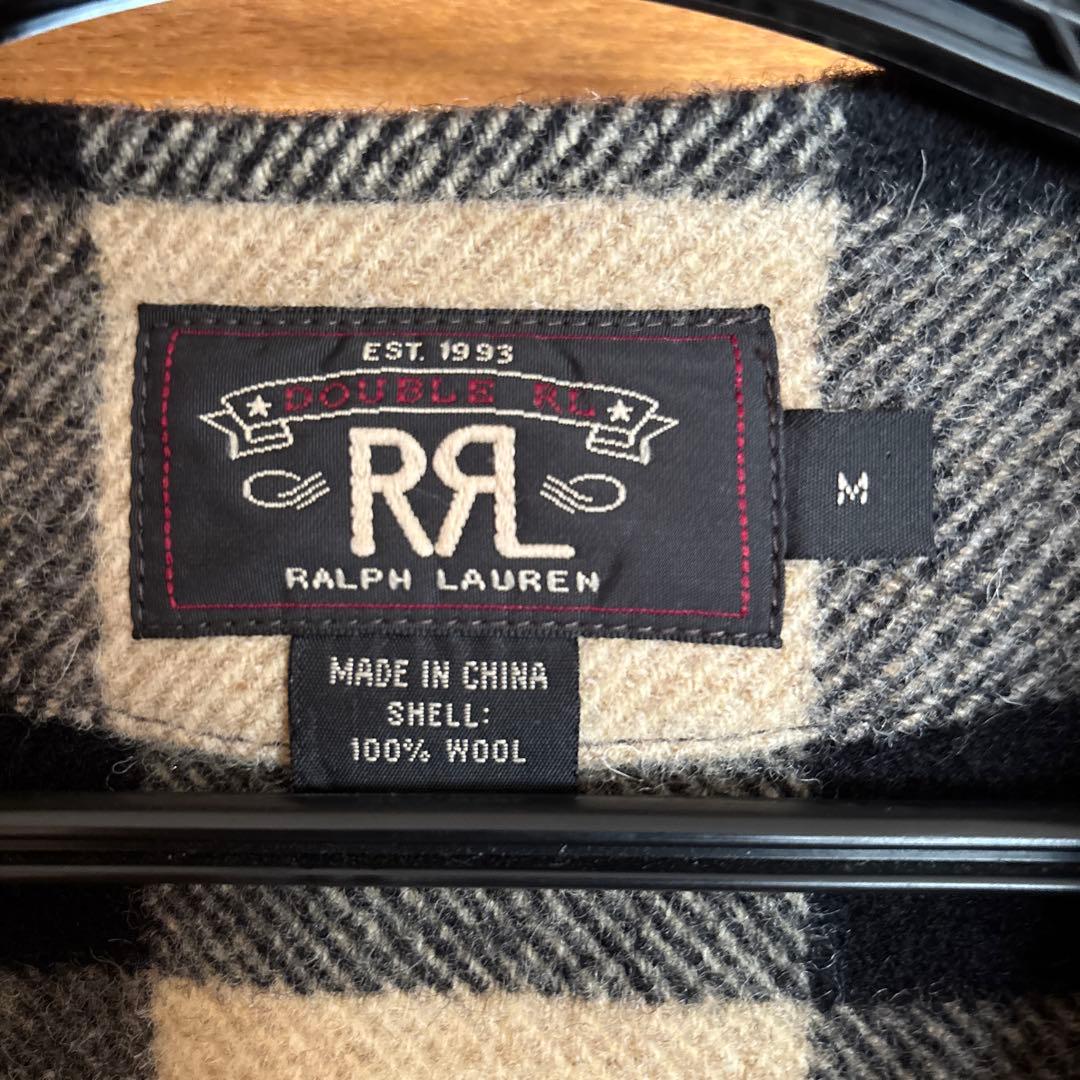 EST. 1993
DOUBLE RL
RRL
RALPH LAUREN
M
MADE IN CHINA
SHELL:
100% WOOL